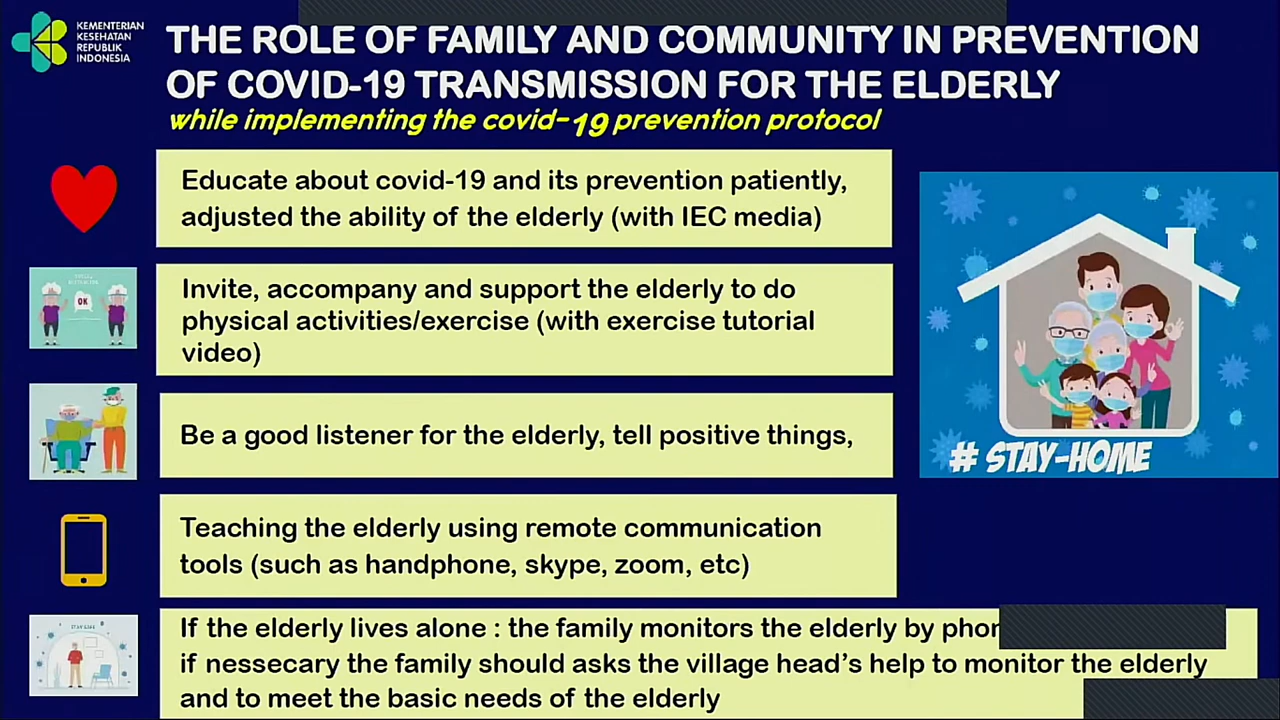 KEMENTERIAN
KESEHATAN
REPUBLIK
INDONESIA
THE ROLE OF FAMILY AND COMMUNITY IN PREVENTION
OF COVID-19 TRANSMISSION FOR THE ELDERLY
while implementing the covid-19 prevention protocol
Educate about covid-19 and its prevention patiently,
adjusted the ability of the elderly (with IEC media)
Invite, accompany and support the elderly to do
physical activities/exercise (with exercise tutorial
video)
OK
Be a good listener for the elderly, tell positive things,
Teaching the elderly using remote communication
tools (such as handphone, skype, zoom, etc)
If the elderly lives alone : the family monitors the elderly by
if nessecary the family should asks the village head's help to monitor the elderly
and to meet the basic needs of the elderly
# STAY-HOME